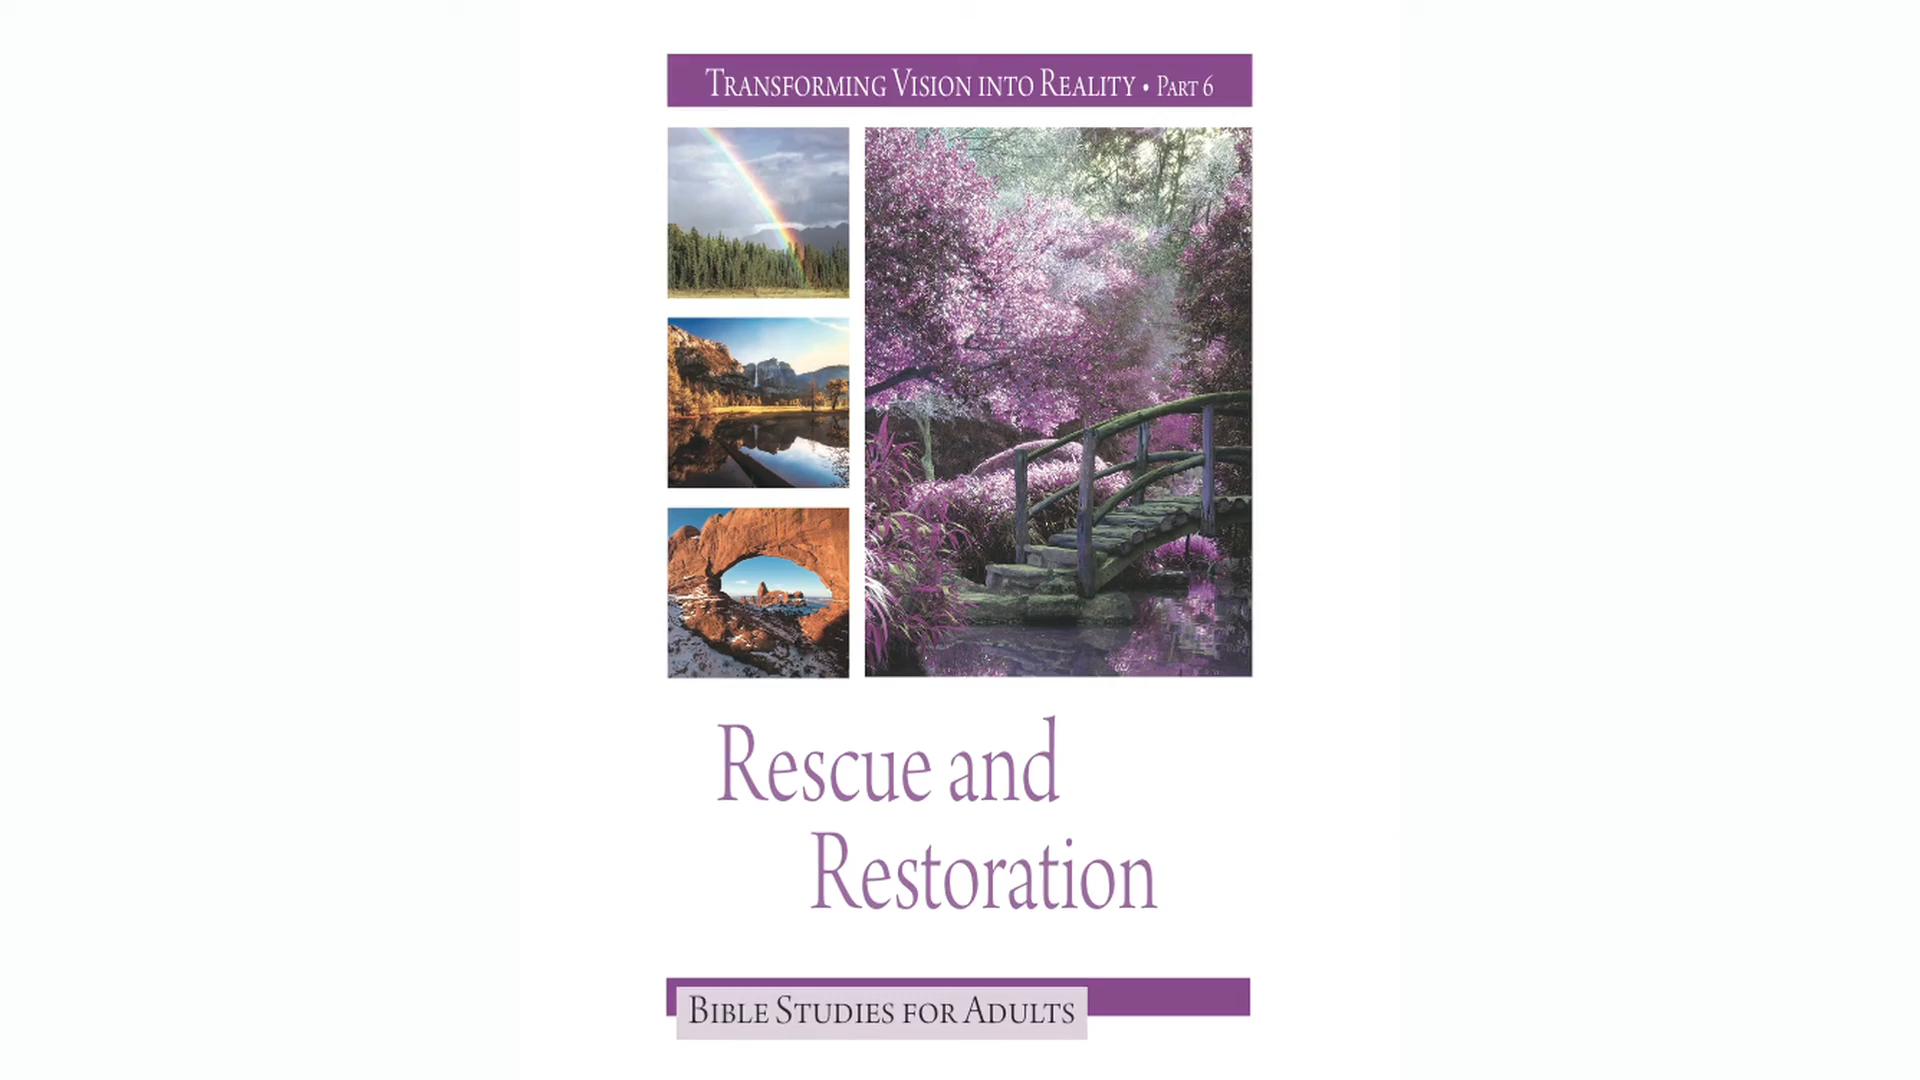 Transforming Vision into Reality • Part 6
Rescue and
Restoration
Bible Studies for Adults